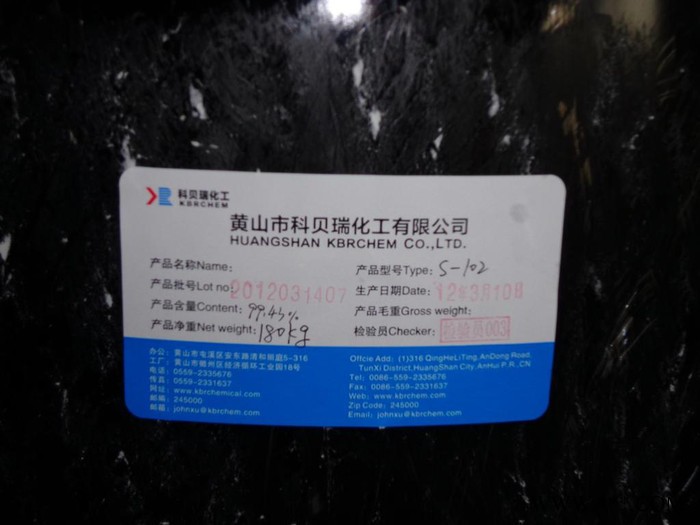 科贝瑞化工
KBRCHEM
黄山市科贝瑞化工有限公司
HUANGSHAN KBRCHEM CO.,LTD.
产品名称Name:
产品型号Type: S-102
产品批号Lot no: 2012031407
生产日期Date: 12年3月10日
产品含量Content: 99.43%
产品毛重Gross weight:
产品净重Net weight: 180kg
检验员Checker: 检验员003
办公: 黄山市屯溪区安东路清和明庭5-316
工厂: 黄山市徽州区经济循环工业园18号
电话: 0559-2335676
传真: 0559-2331637
网址: www.kbrchemical.com
邮编: 245000
邮箱: johnxu@kbrchem.com
Offcie Add: (1)316 QingHeLiTing,AnDong Road,
TunXi District,HuangShan City,AnHui P.R.,CN
Tel: 0086-559-2335676
Fax: 0086-559-2331637
Web: www.kbrchem.com
Zip Code: 245000
Email: johnxu@kbrchem.com